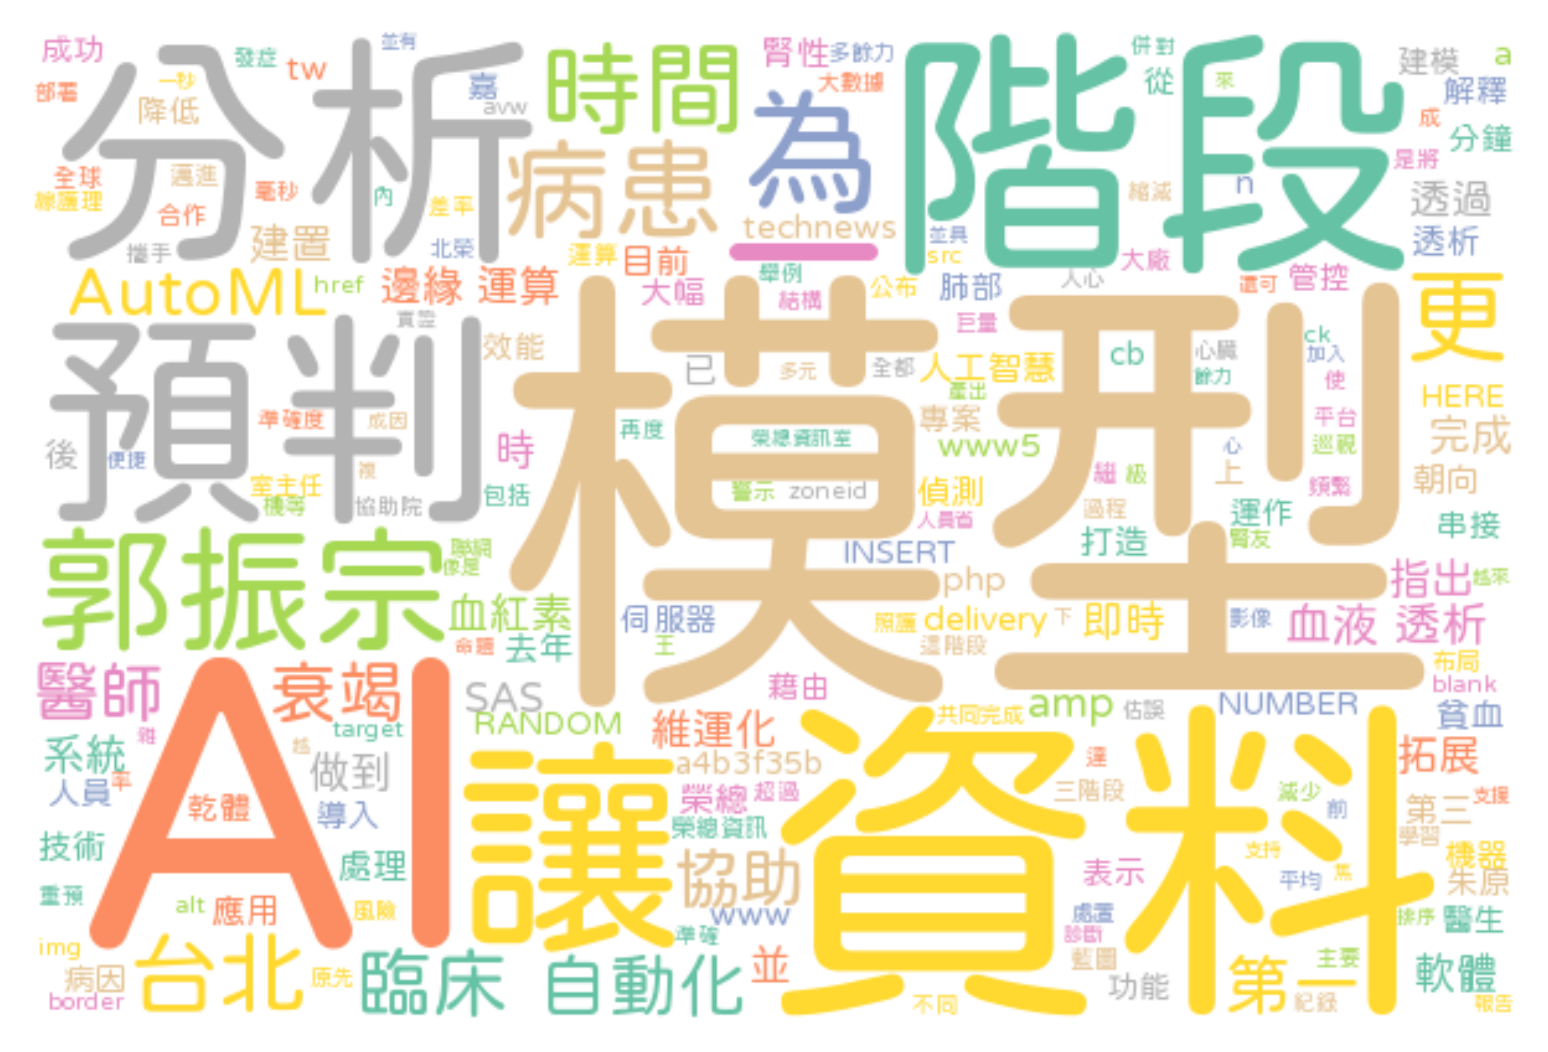 成功
發症
tw
並有
時間
腎性
多餘力
階段
併對
建模
a
部署
一秒
分析
嘉
avw
大數據
從
來
解釋
降低
為
成
分鐘
全球
邁進
毫秒
內
差率
病患
縮減
n
是將
透過
線護理
合作
technews
並具
透析
攜手
建置
北榮
運算
目前
_
src
大廠
AutoML
href
邊緣 運算
大幅
舉例
結構
公布
肺部
人心
還可
管控
更
預判
實證
效能
模型
巨量
ck
已
多元
全都
人工智慧
cb
心臟
加入
餘力
使
產出
HERE
準確度
成因
再度
榮總資訊室
專案
www5
平台
完成
後
便捷
時
心
巡視
複
室主任
機等
協助院
包括
警示
zoneid
偵測
繼
級
上
頻繁
朝向
人員省
過程
運作
串接
郭振宗
聯網
像是
INSERT
打造
腎友
php
指出
越來
血紅素
伺服器
照護
delivery
下
即時
影像
血液 透析
命題
去年
王
這階段
布局
醫師
衰竭
SAS
藉由
blank
雜
target
RANDOM
維運化
共同完成
amp
估誤
NUMBER
貧血
系統
越
AI
讓
a4b3f35b
資料
達
拓展
人員
率
做到
榮總
超過
三階段
減少
前
第三
支援
乾體
導入
榮總資訊
學習
技術
處理
協助
表示
支持
機器
重預
平均
焦
朱原
alt
應用
風險
www
處置
排序
醫生
img
準確
診斷
台北
病因
原先
臨床
自動化
並
藍圖
功能
第一
主要
軟體
border
不同
紀錄
報告